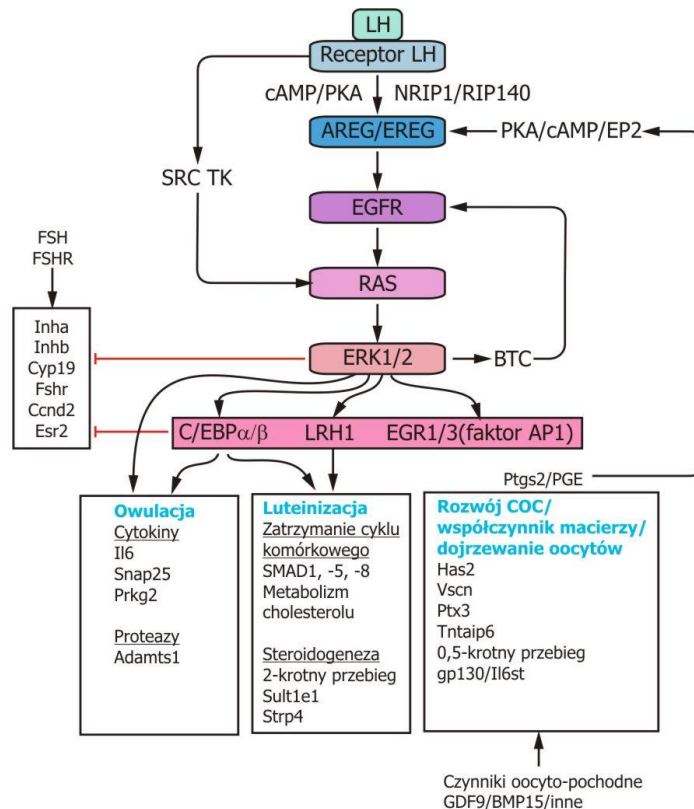 LH
Receptor LH
cAMP/PKA NRIP1/RIP140
AREG/EREG
PKA/cAMP/EP2
SRC TK
EGFR
FSH
FSHR
RAS
Inha
Inhb
Cyp19
Fshr
Ccnd2
Esr2
ERK1/2
BTC
C/EBPα/β LRH1 EGR1/3(faktor AP1)
Ptgs2/PGE
Owulacja
Cytokiny
Il6
Snap25
Prkg2
Proteazy
Adamts1
Luteinizacja
Zatrzymanie cyklu
komórkowego
SMAD1, -5, -8
Metabolizm
cholesterolu
Steroidogeneza
2-krotny przebieg
Sult1e1
Strp4
Rozwój COC/
współczynnik macierzy/
dojrzewanie oocytów
Has2
Vscn
Ptx3
Tntaip6
0,5-krotny przebieg
gp130/Il6st
Czynniki oocyto-pochodne
GDF9/BMP15/inne